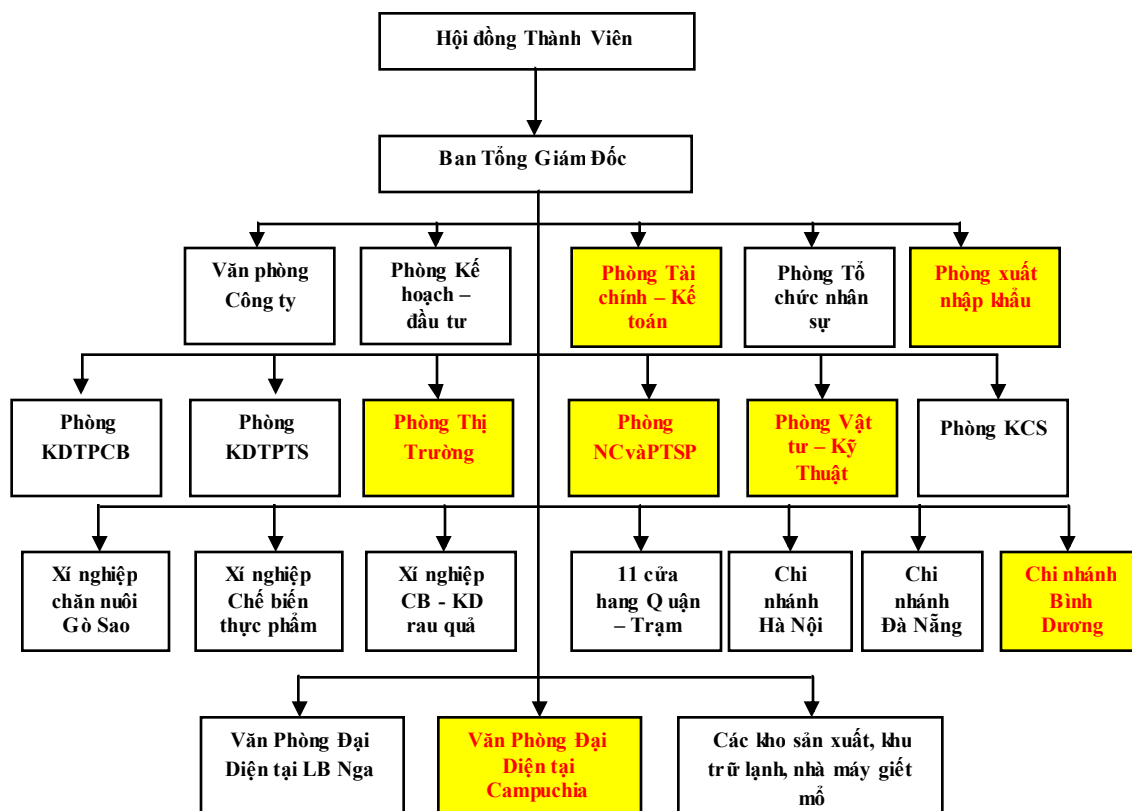 Hội đồng Thành Viên
Ban Tổng Giám Đốc
Văn phòng
Công ty
Phòng Kế
hoạch –
đầu tư
Phòng Tài
chính – Kế
toán
Phòng Tổ
chức nhân
sự
Phòng xuất
nhập khẩu
Phòng
KDTPCB
Phòng
KDTPTS
Phòng Thị
Trường
Phòng
NCvàPTSP
Phòng Vật
tư – Kỹ
Thuật
Phòng KCS
Xí nghiệp
chăn nuôi
Gò Sao
Xí nghiệp
Chế biến
thực phẩm
Xí nghiệp
CB - KD
rau quả
11 cửa
hang Quận
– Trạm
Chi
nhánh
Hà Nội
Chi
nhánh
Đà Nẵng
Chi nhánh
Bình
Dương
Văn Phòng Đại
Diện tại LB Nga
Văn Phòng Đại
Diện tại
Campuchia
Các kho sản xuất, khu
trữ lạnh, nhà máy giết
mổ